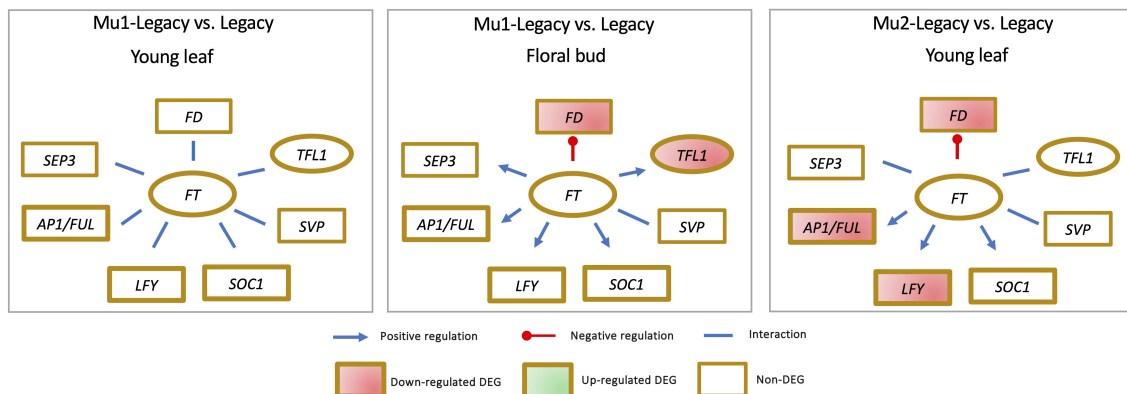 Mu1-Legacy vs. Legacy
Young leaf
FD
TFL1
SEP3
FT
AP1/FUL
SVP
LFY
SOC1
Mu1-Legacy vs. Legacy
Floral bud
FD
TFL1
SEP3
FT
AP1/FUL
SVP
LFY
SOC1
Mu2-Legacy vs. Legacy
Young leaf
FD
TFL1
SEP3
FT
AP1/FUL
SVP
LFY
SOC1
Positive regulation
Negative regulation
Interaction
Down-regulated DEG
Up-regulated DEG
Non-DEG